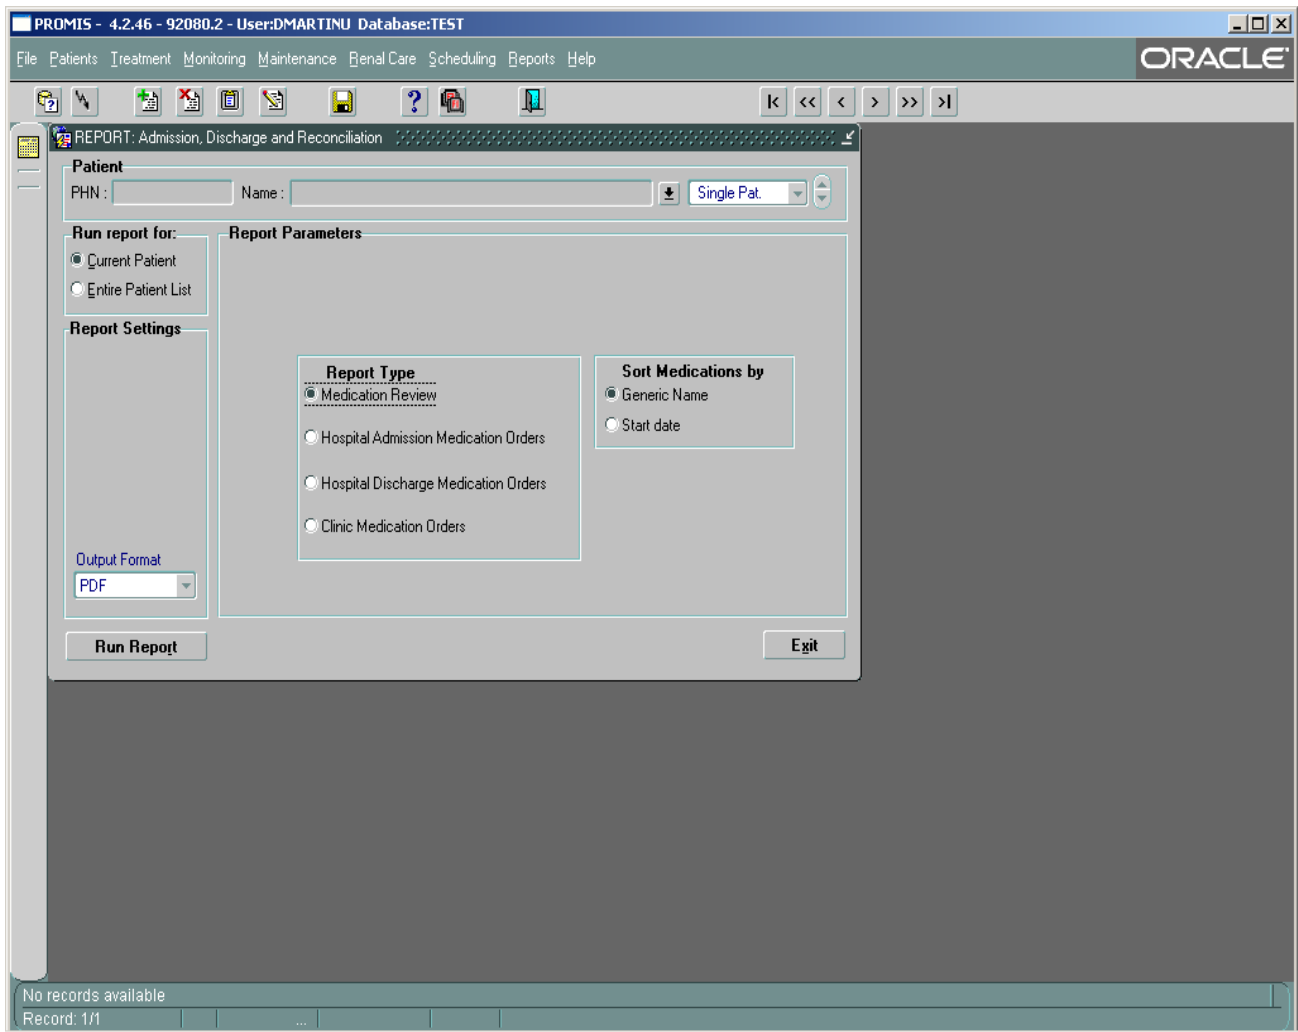 PROMIS - 4.2.46 - 92080.2 - User:DMARTINU Database:TEST
File Patients Treatment Monitoring Maintenance Renal Care Scheduling Reports Help
ORACLE
REPORT: Admission, Discharge and Reconciliation
Patient
PHN : Name : Single Pat.
Run report for:
Current Patient
Entire Patient List
Report Settings
Output Format
PDF
Report Parameters
Report Type
Medication Review
Hospital Admission Medication Orders
Hospital Discharge Medication Orders
Clinic Medication Orders
Sort Medications by
Generic Name
Start date
Run Report
Exit
No records available
Record: 1/1 ...